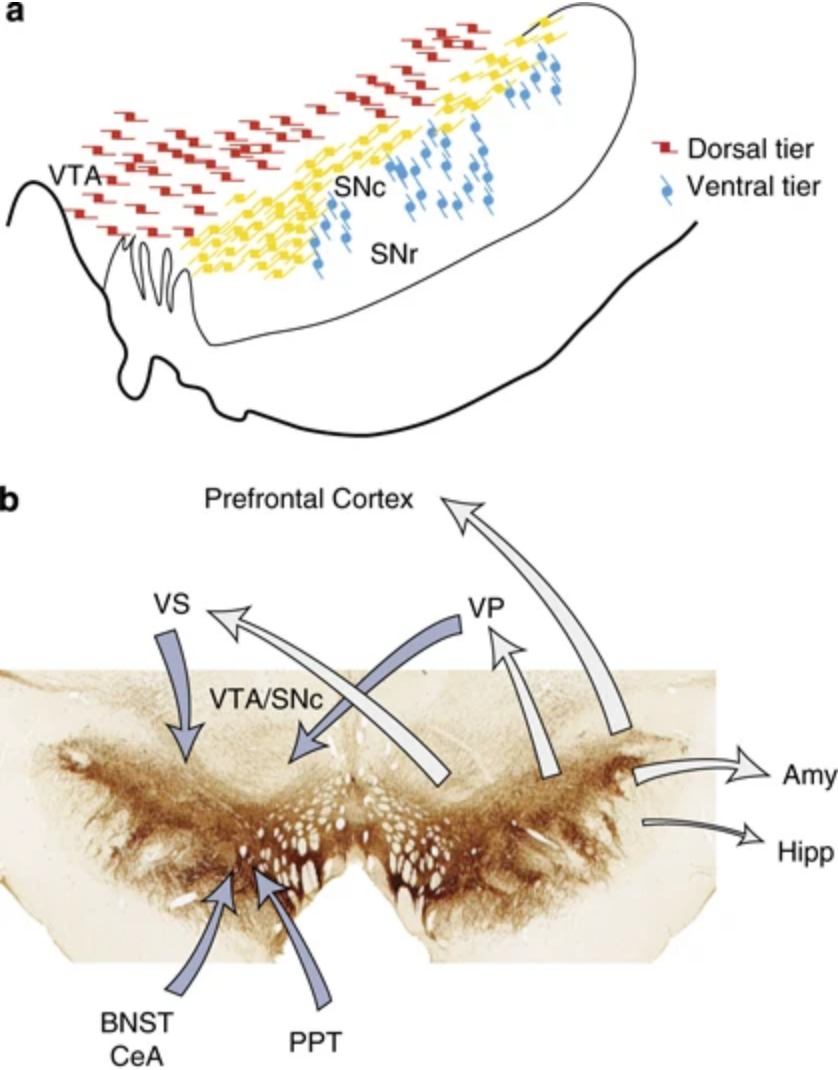 a
VTA
SNc
SNr
Dorsal tier
Ventral tier
b
Prefrontal Cortex
VS
VP
VTA/SNc
Amy
Hipp
BNST
CeA
PPT